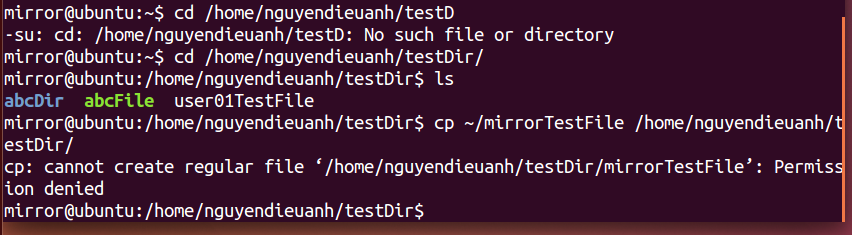 mirror@ubuntu:~$ cd /home/nguyendieuanh/testD
-su: cd: /home/nguyendieuanh/testD: No such file or directory
mirror@ubuntu:~$ cd /home/nguyendieuanh/testDir/
mirror@ubuntu:/home/nguyendieuanh/testDir$ ls
abcDir  abcFile  user01TestFile
mirror@ubuntu:/home/nguyendieuanh/testDir$ cp ~/mirrorTestFile /home/nguyendieuanh/t
estDir/
cp: cannot create regular file ‘/home/nguyendieuanh/testDir/mirrorTestFile’: Permiss
ion denied
mirror@ubuntu:/home/nguyendieuanh/testDir$